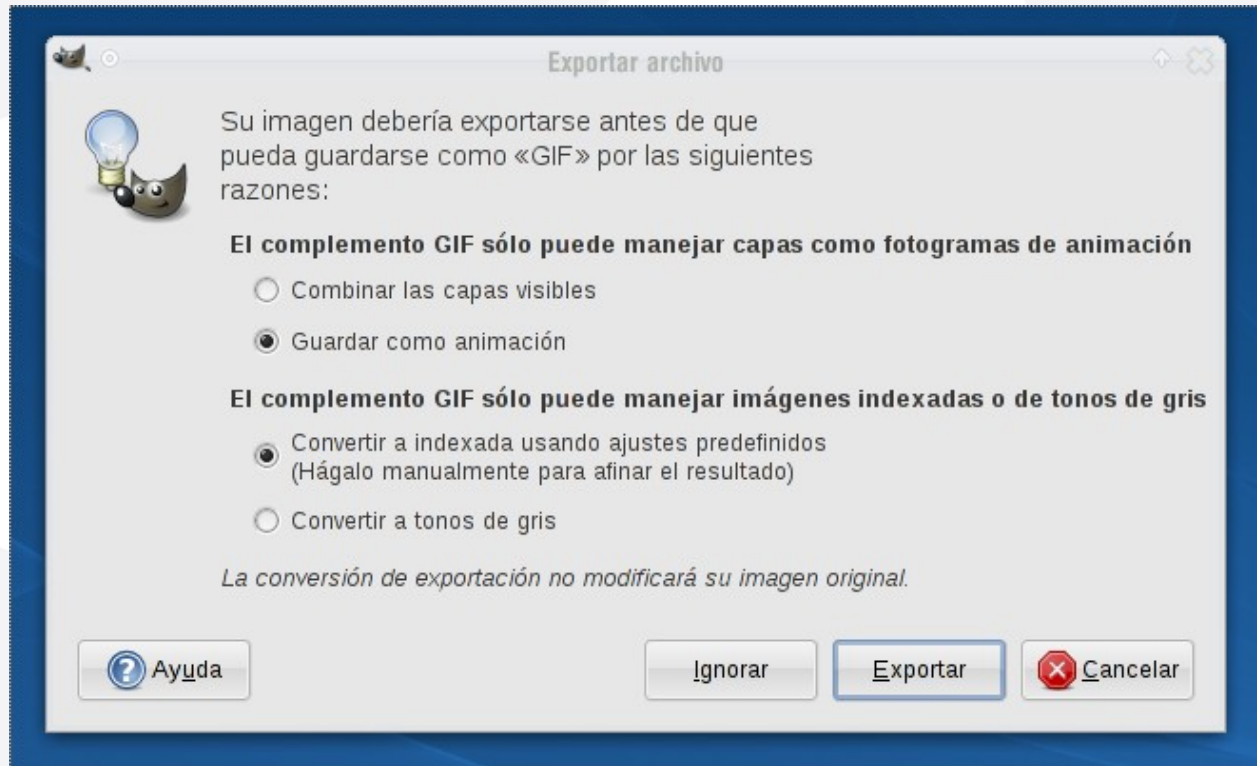 Exportar archivo
Su imagen debería exportarse antes de que
pueda guardarse como «GIF» por las siguientes
razones:
El complemento GIF sólo puede manejar capas como fotogramas de animación
Combinar las capas visibles
Guardar como animación
El complemento GIF sólo puede manejar imágenes indexadas o de tonos de gris
Convertir a indexada usando ajustes predefinidos
(Hágalo manualmente para afinar el resultado)
Convertir a tonos de gris
La conversión de exportación no modificará su imagen original.
Ayuda
Ignorar
Exportar
Cancelar